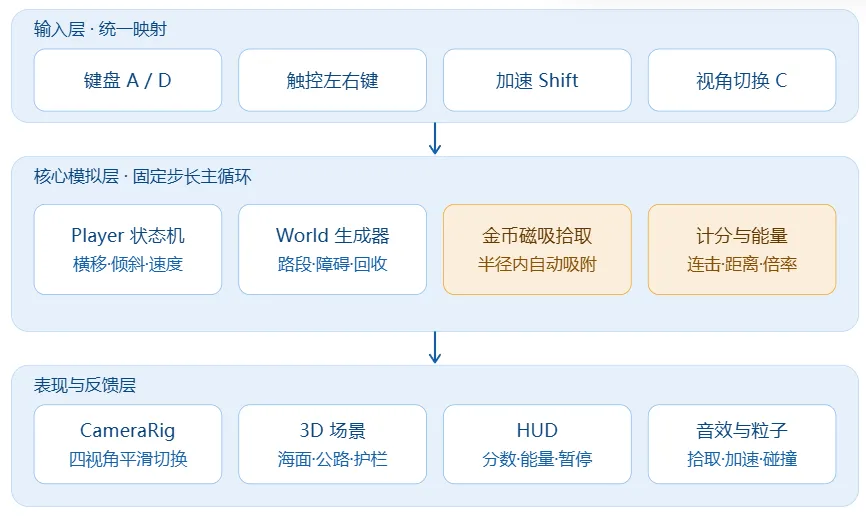 输入层 · 统一映射
键盘 A / D
触控左右键
加速 Shift
视角切换 C
核心模拟层 · 固定步长主循环
Player 状态机
横移·倾斜·速度
World 生成器
路段·障碍·回收
金币磁吸拾取
半径内自动吸附
计分与能量
连击·距离·倍率
表现与反馈层
CameraRig
四视角平滑切换
3D 场景
海面·公路·护栏
HUD
分数·能量·暂停
音效与粒子
拾取·加速·碰撞